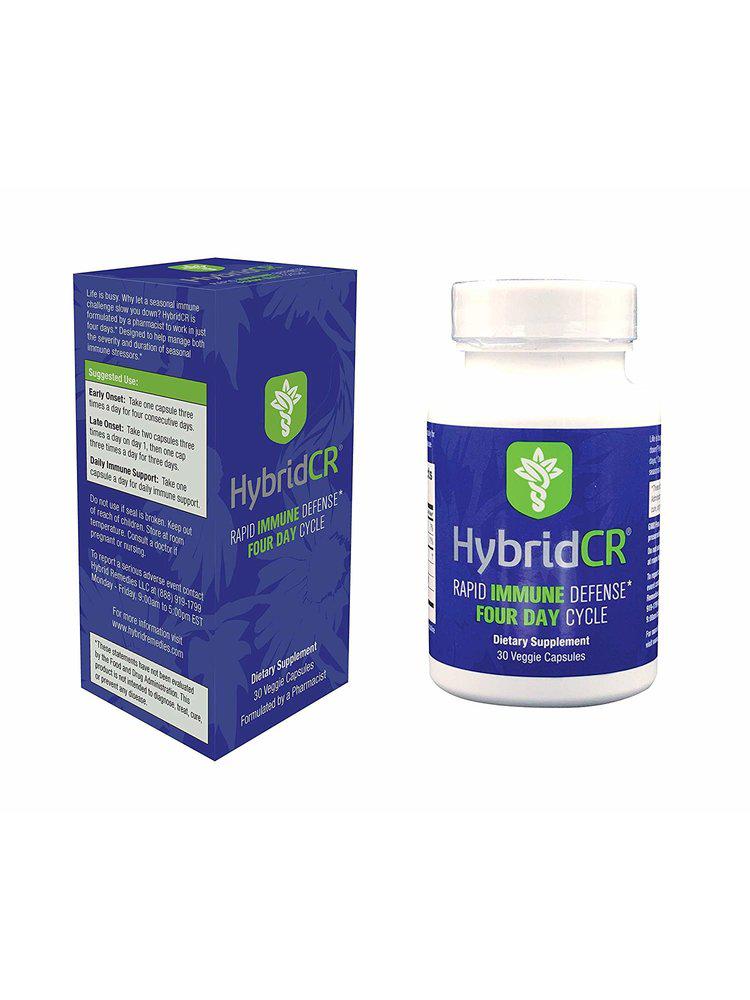 HybridCR®
RAPID IMMUNE DEFENSE*
FOUR DAY CYCLE
Life is busy. Why let a seasonal immune
challenge slow you down? HybridCR is
formulated by a pharmacist to work in just
four days.* Designed to help manage both
the severity and duration of seasonal
immune stressors.*
Suggested Use:
Early Onset: Take one capsule three
times a day for four consecutive days.
Late Onset: Take two capsules three
times a day on day 1, then one cap
three times a day for three days.
Daily Immune Support: Take one
capsule a day for daily immune support.
Do not use if seal is broken. Keep out
of reach of children. Store at room
temperature. Consult a doctor if
pregnant or nursing.
To report a serious adverse event contact
Hybrid Remedies LLC at (888) 919-1799
Monday - Friday, 9:00am to 5:00pm EST
For more information visit
www.hybridremedies.com
*These statements have not been evaluated
by the Food and Drug Administration. This
product is not intended to diagnose, treat, cure,
or prevent any disease.
HybridCR®
RAPID IMMUNE DEFENSE*
FOUR DAY CYCLE
Dietary Supplement
30 Veggie Capsules
Formulated by a Pharmacist
HybridCR®
RAPID IMMUNE DEFENSE*
FOUR DAY CYCLE
Dietary Supplement
30 Veggie Capsules